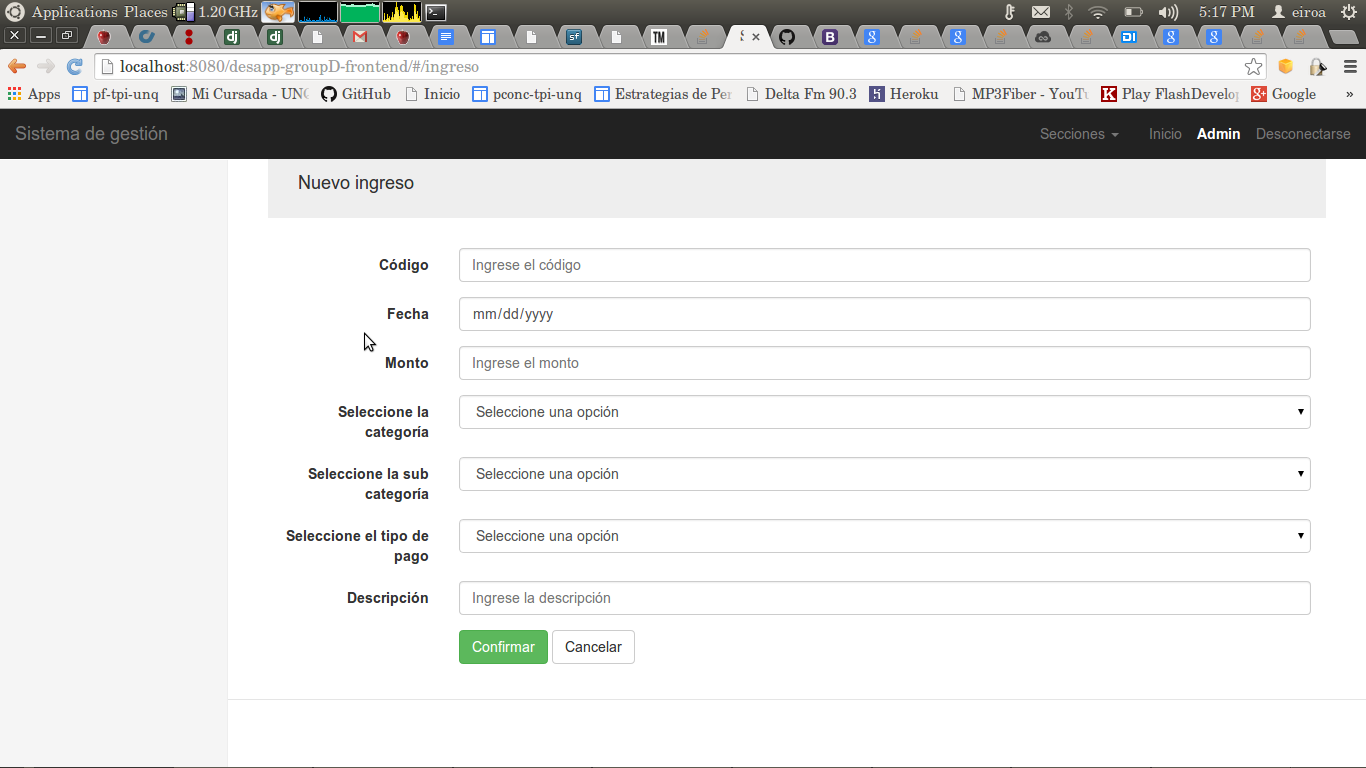 Applications Places 1.20 GHz 5:17 PM eiroa
localhost:8080/desapp-groupD-frontend/#/ingreso
Apps pf-tpi-unq Mi Cursada - UNQ GitHub Inicio pconc-tpi-unq Estrategias de Per Delta Fm 90.3 Heroku MP3Fiber - YouTu Play FlashDevelop Google »
Sistema de gestión Secciones Inicio Admin Desconectarse
Nuevo ingreso
Código Ingrese el código
Fecha mm/dd/yyyy
Monto Ingrese el monto
Seleccione la Seleccione una opción
categoría
Seleccione la sub Seleccione una opción
categoría
Seleccione el tipo de Seleccione una opción
pago
Descripción Ingrese la descripción
Confirmar Cancelar